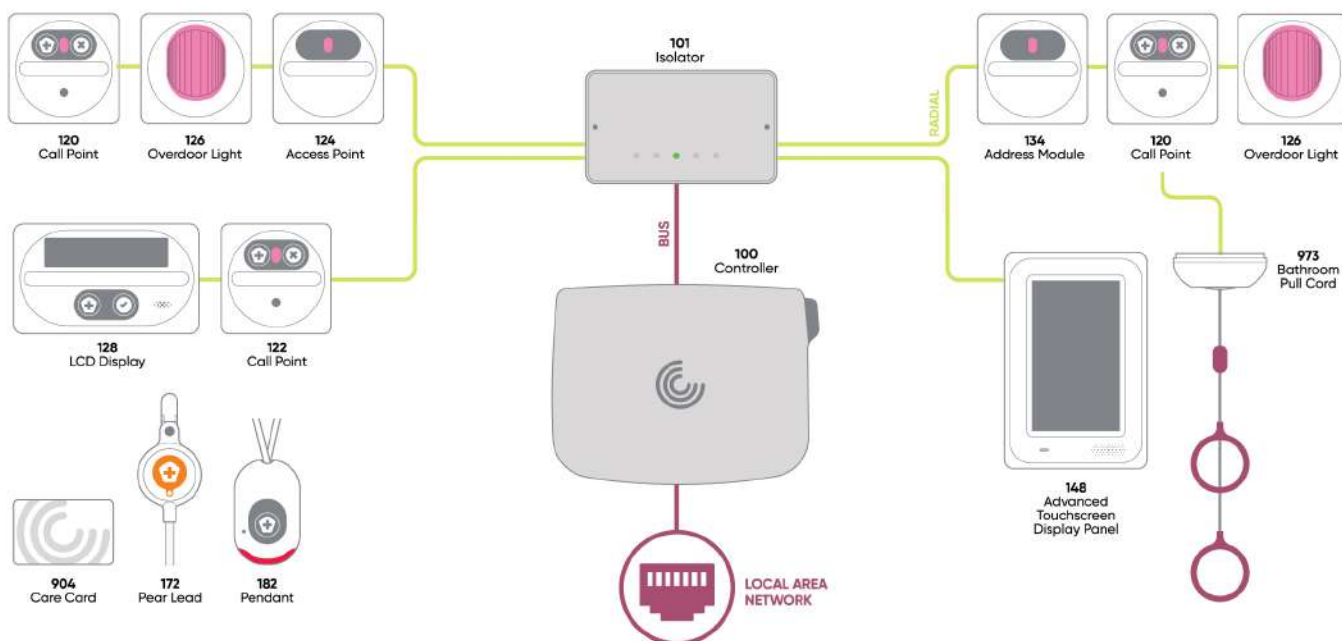 101
Isolator
120
Call Point
126
Overdoor Light
124
Access Point
RADIAL
134
Address Module
120
Call Point
126
Overdoor Light
BUS
100
Controller
128
LCD Display
122
Call Point
973
Bathroom
Pull Cord
148
Advanced
Touchscreen
Display Panel
904
Care Card
172
Pear Lead
182
Pendant
LOCAL AREA
NETWORK